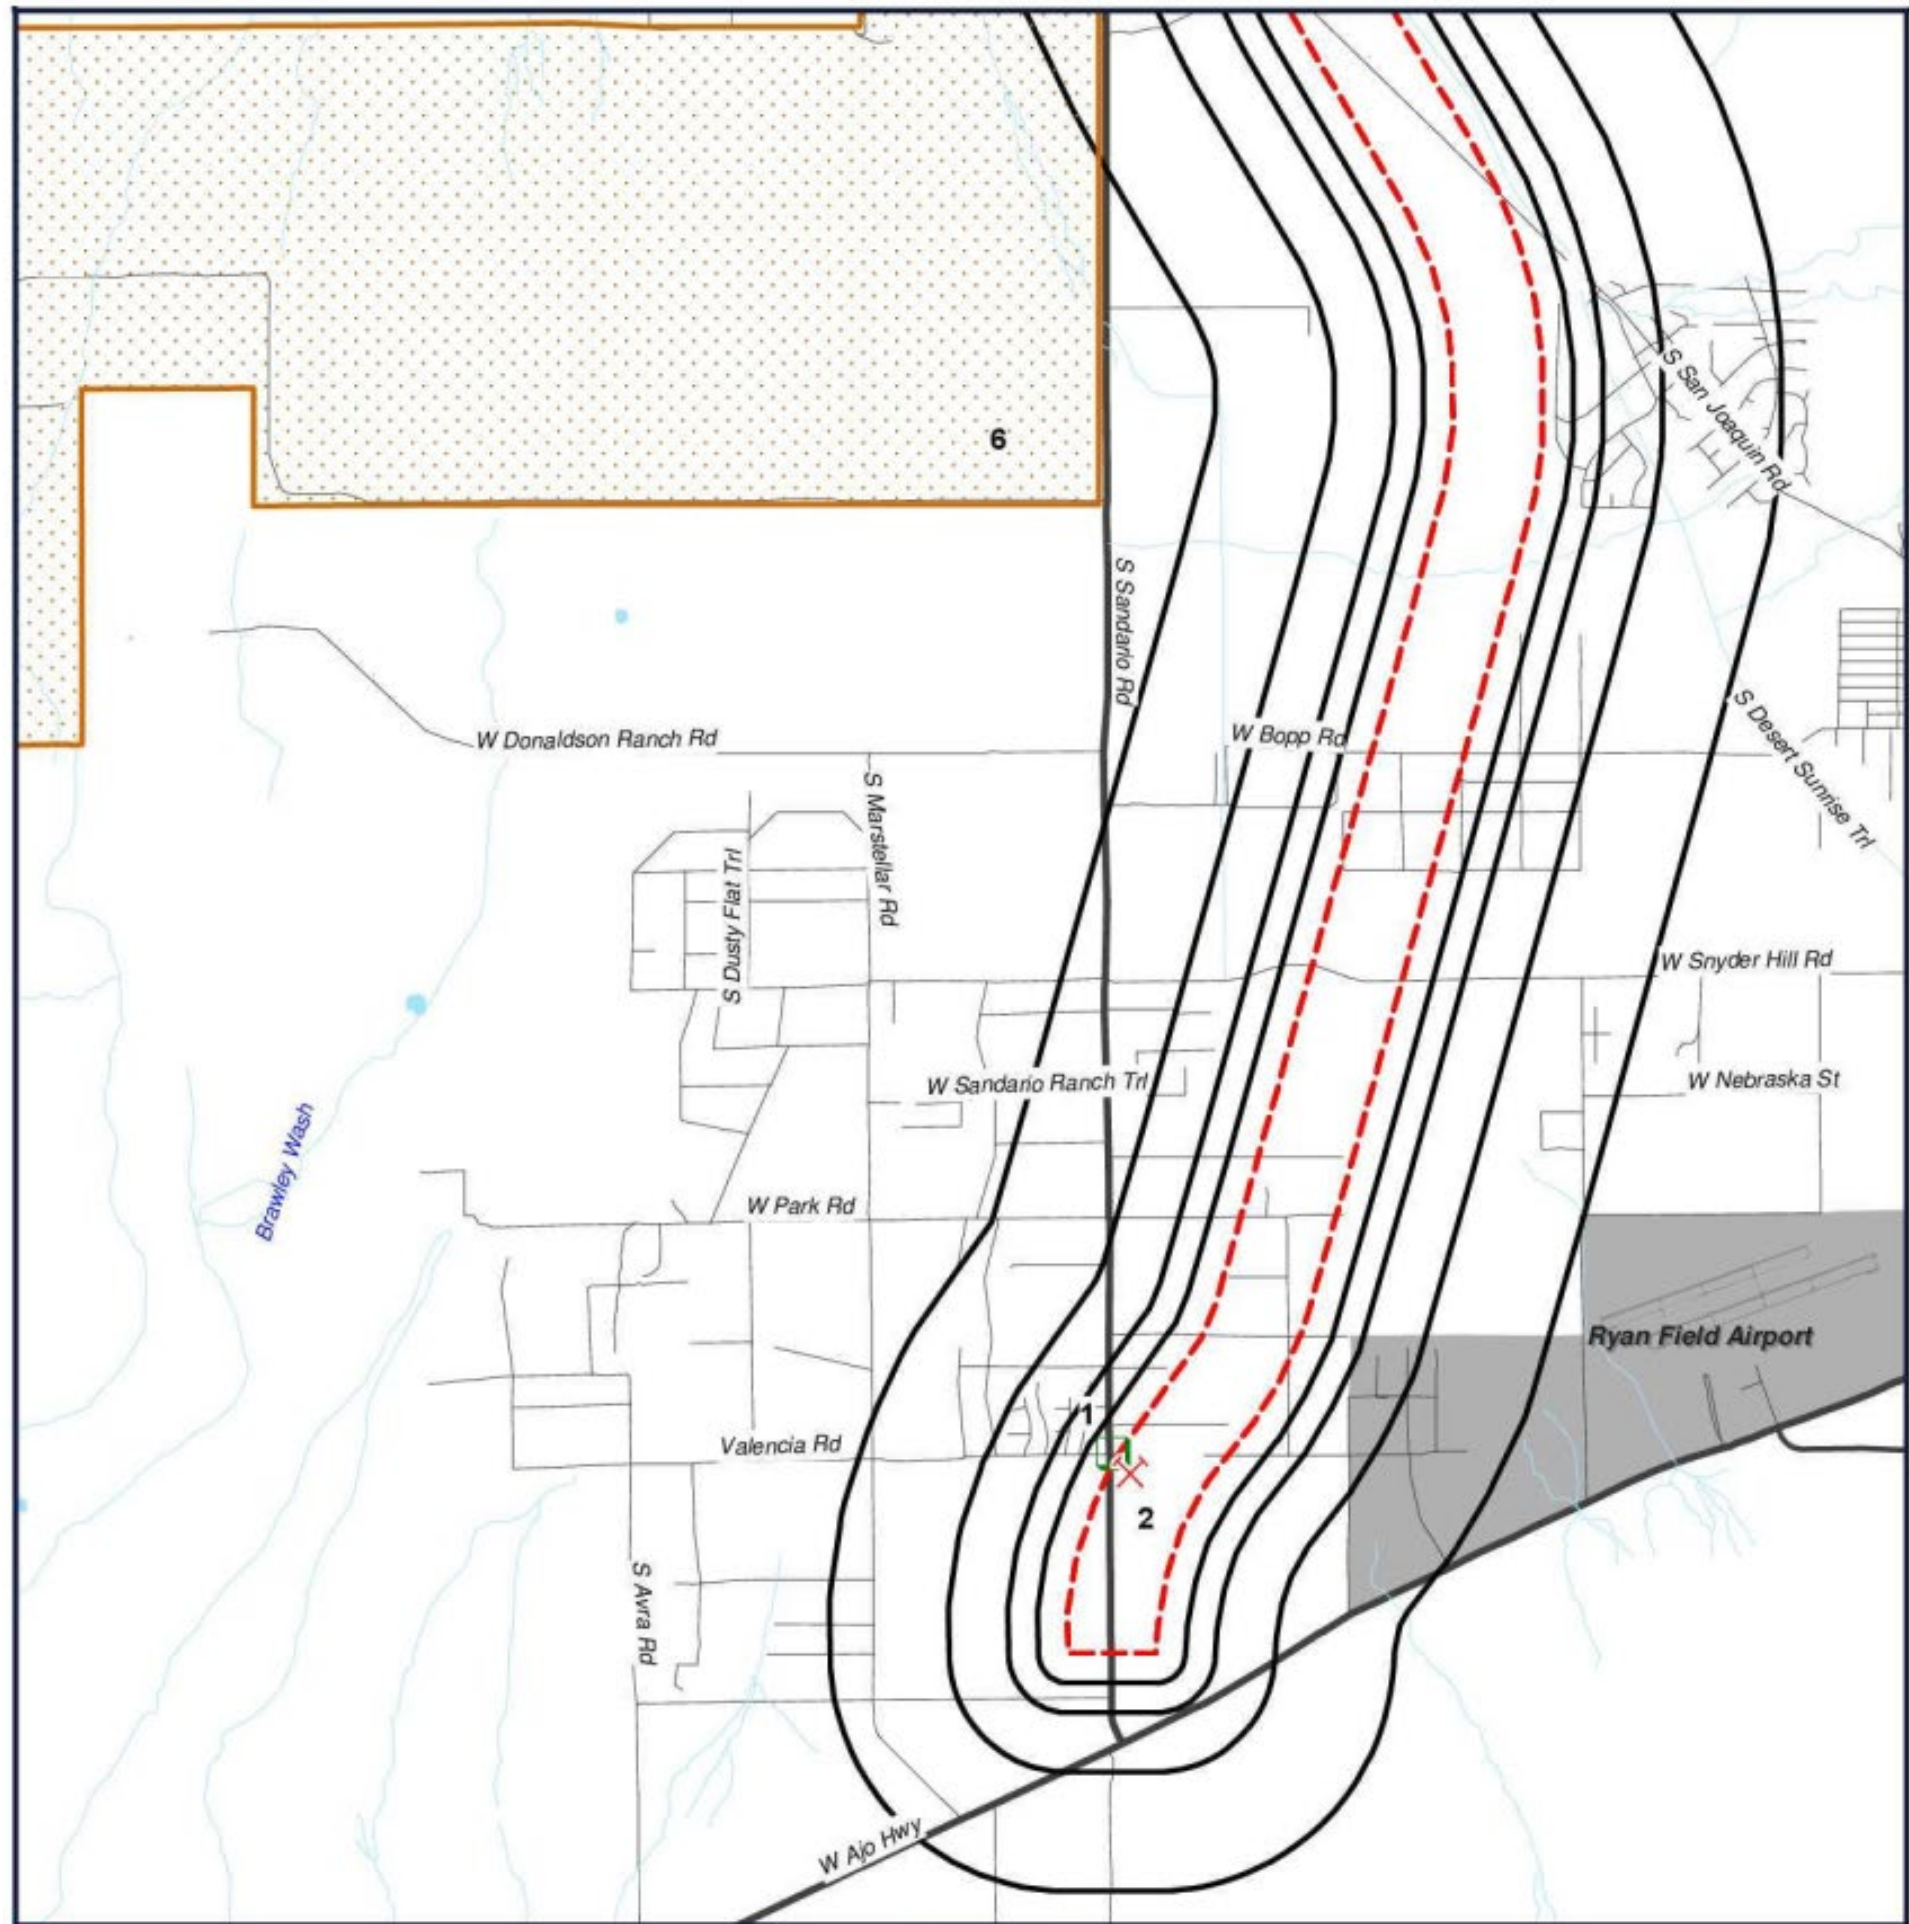 S San Joaquin Rd
6
S Sandario Rd
W Donaldson Ranch Rd
W Bopp Rd
S Desert Sunrise Trl
S Marstellar Rd
S Dusty Flat Trl
W Snyder Hill Rd
W Sandario Ranch Trl
W Nebraska St
Brawley Wash
W Park Rd
Ryan Field Airport
1
Valencia Rd
2
S Avra Rd
W Ajo Hwy